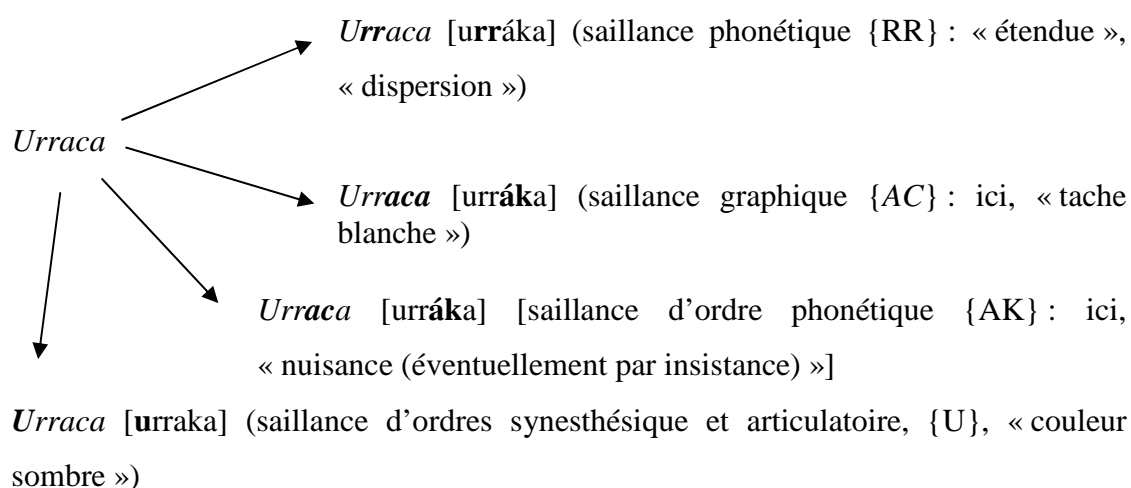 Urraca [urráka] (saillance phonétique {RR} : « étendue »,
« dispersion »)
Urraca
Urraca [urráka] (saillance graphique {AC} : ici, « tache
blanche »)
Urraca [urráka] [saillance d'ordre phonétique {AK} : ici,
« nuisance (éventuellement par insistance) »]
Urraca [urraka] (saillance d'ordres synesthésique et articulatoire, {U}, « couleur
sombre »)